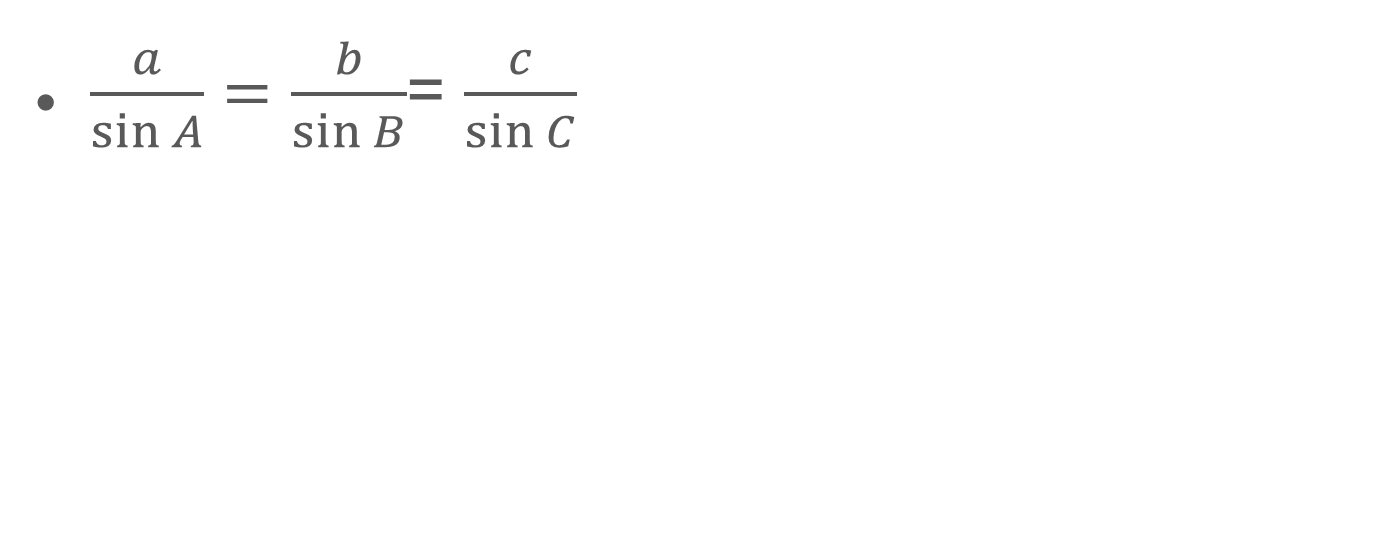 • a/sin A = b/sin B = c/sin C